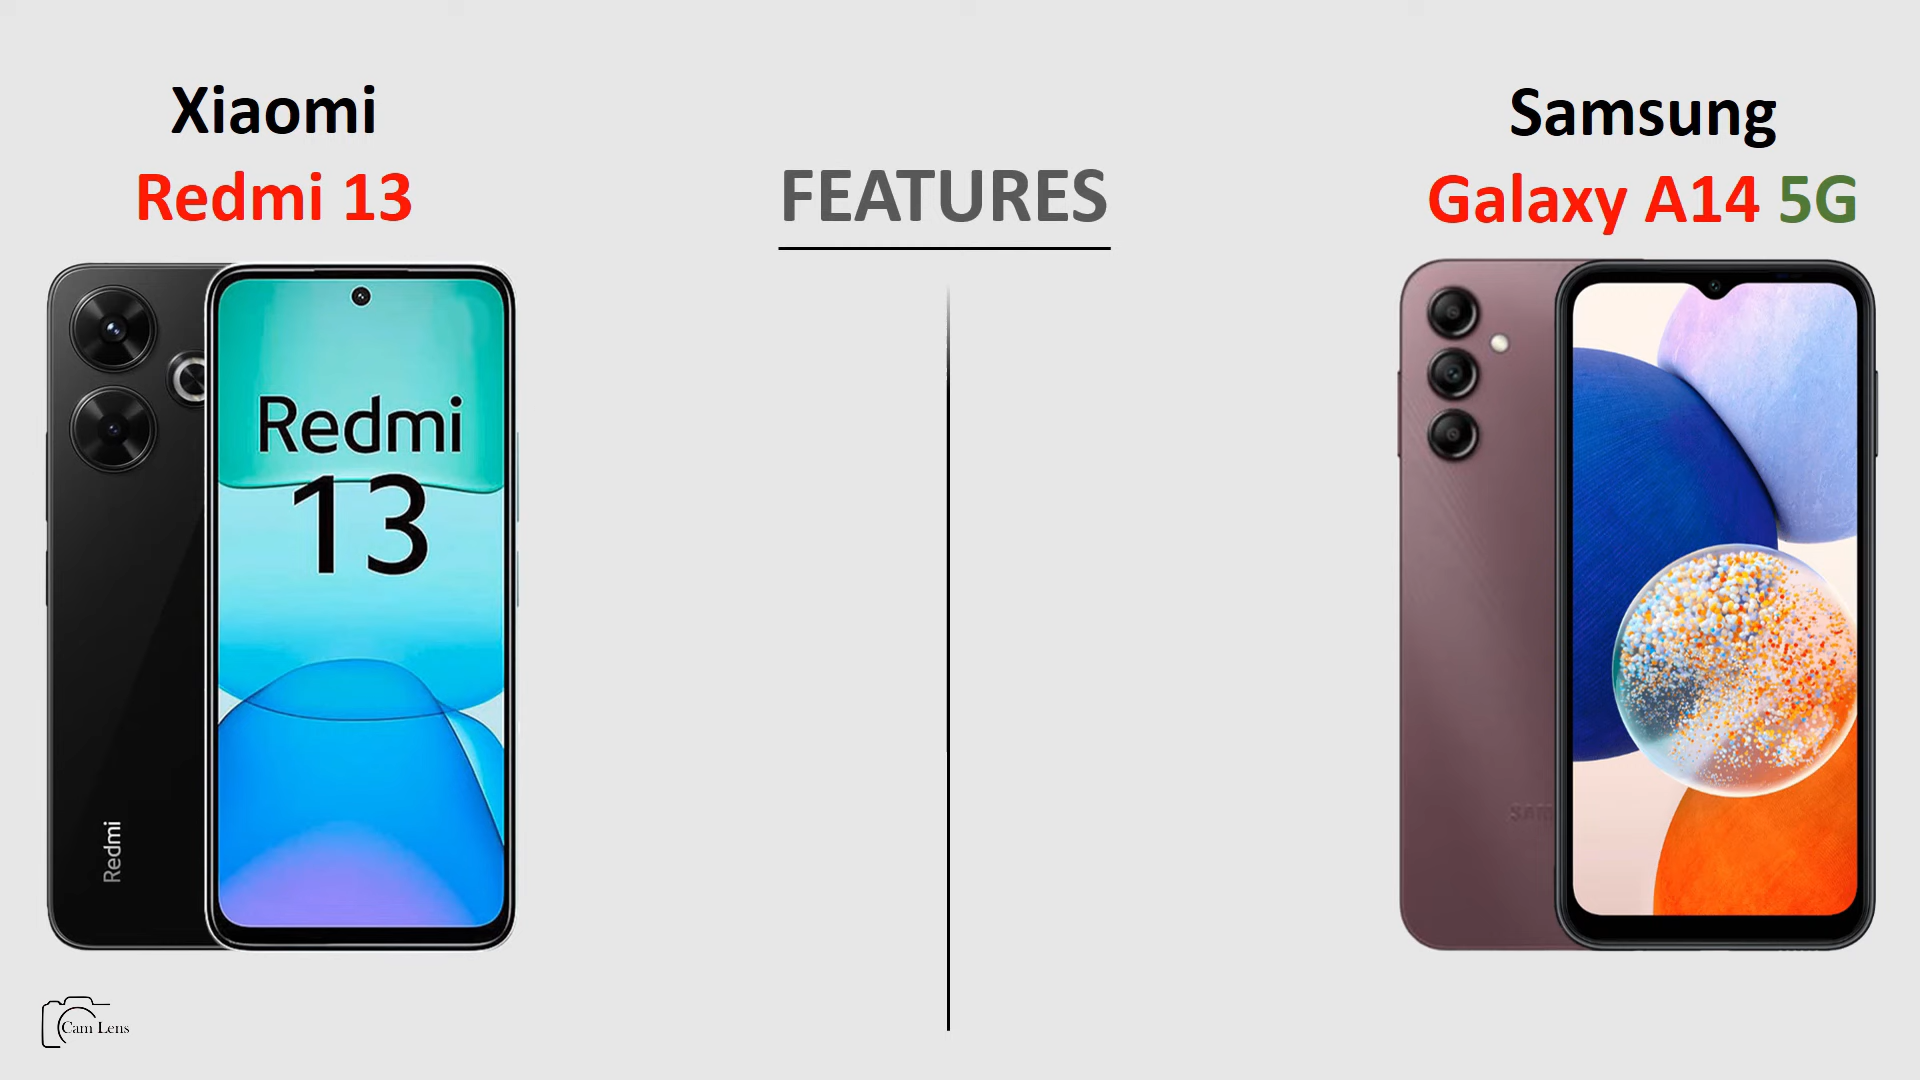 Xiaomi
Redmi 13
FEATURES
Samsung
Galaxy A14 5G
Redmi
13
Redmi
Cam Lens